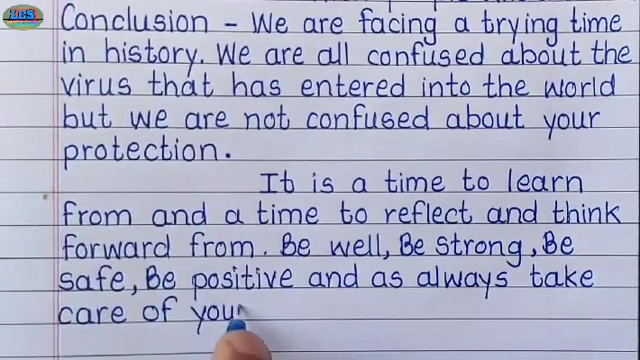 Conclusion - We are facing a trying time
in history. We are all confused about the
virus that has entered into the world
but we are not confused about your
protection.
It is a time to learn
from and a time to reflect and think
forward from. Be well, Be strong, Be
safe, Be positive and as always take
care of your